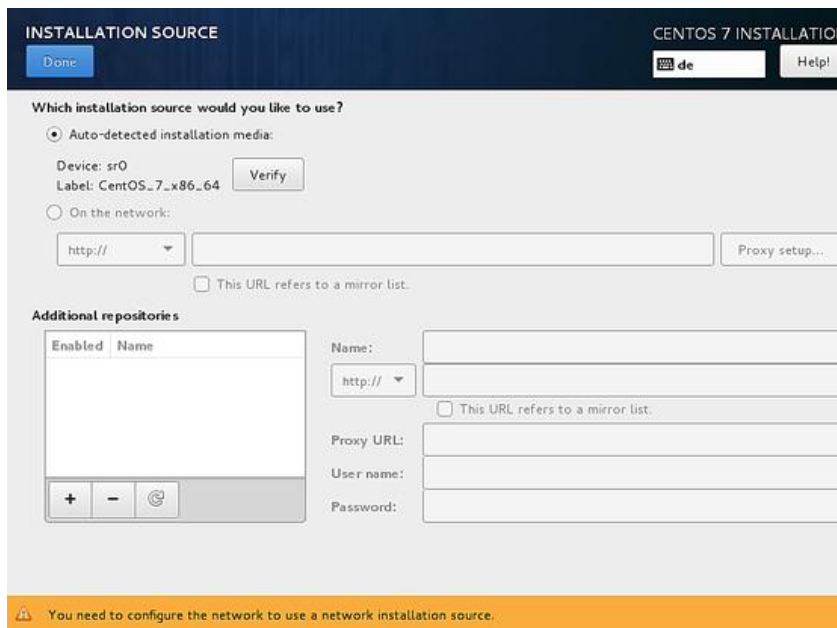 INSTALLATION SOURCE
CENTOS 7 INSTALLATIO
Done
de
Help!
Which installation source would you like to use?
Auto-detected installation media:
Device: sr0
Label: CentOS_7_x86_64
Verify
On the network:
http://
Proxy setup...
This URL refers to a mirror list.
Additional repositories
Enabled Name
Name:
http://
This URL refers to a mirror list.
Proxy URL:
User name:
Password:
You need to configure the network to use a network installation source.